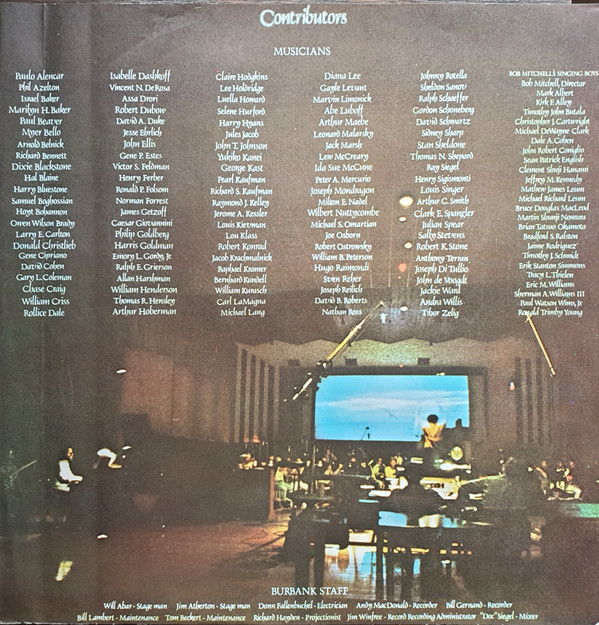 Contributors
MUSICIANS
Paulo Alencar
Phil Azelton
Israel Baker
Marilyn H. Baker
Paul Beaver
Myer Bello
Arnold Belnick
Richard Bennett
Dixie Blackstone
Hal Blaine
Harry Bluestone
Samuel Boghossian
Hoyt Bohannon
Owen Wilson Brady
Larry E. Carlton
Donald Christlieb
Gene Cipriano
David Cohen
Gary L. Coleman
Chase Craig
William Criss
Rollice Dale
Isabelle Dashkoff
Vincent N. DeRosa
Assa Drori
Robert Dubow
David A. Duke
Jesse Ehrlich
John Ellis
Gene P. Estes
Victor S. Feldman
Henry Ferber
Ronald P. Folsom
Norman Forrest
James Getzoff
Caesar Giovannini
Philip Goldberg
Harris Goldman
Emory L. Gordy, Jr.
Ralph E. Grierson
Allan Harshman
William Henderson
Thomas R. Hensley
Arthur Hoberman
Claire Hodgkins
Lee Holdridge
Luella Howard
Selene Hurford
Harry Hyams
Jules Jacob
John T. Johnson
Yukiko Kamei
George Kast
Pearl Kaufman
Richard S. Kaufman
Raymond J. Kelley
Jerome A. Kessler
Louis Kievman
Lou Klass
Robert Konrad
Jacob Krachmalnick
Raphael Kramer
Bernhard Kundell
William Kurasch
Carl LaMagna
Michael Lang
Diana Lee
Gayle Levant
Marvin Limonick
Abe Luboff
Arthur Maebe
Leonard Malarsky
Jack Marsh
Lew McCreary
Ida Sue McCune
Peter A. Mercurio
Joseph Mondragon
Milton E. Nadel
Wilbert Nuttycombe
Michael S. Omartian
Joe Osborn
Robert Ostrowsky
William B. Peterson
Hugo Raimondi
Sven Reher
Joseph Reilich
David B. Roberts
Nathan Ross
Johnny Rotella
Sheldon Sanov
Ralph Schaeffer
Gordon Schoneberg
David Schwartz
Sidney Sharp
Stan Sheldone
Thomas N. Shepard
Ray Siegel
Henry Sigismonti
Louis Singer
Arthur C. Smith
Clark E. Spangler
Julian Spear
Sally Stevens
Robert K. Stone
Anthony Terran
Joseph Di Tullio
John de Voogdt
Jackie Ward
Andra Willis
Tibor Zelig
BOB MITCHELL'S SINGING BOYS
Bob Mitchell, Director
Mark Albert
Kirk E. Alley
Timothy John Butala
Christopher J. Cartwright
Michael DeWayne Clark
Dale A. Cohen
John Robert Coniglio
Sean Patrick English
Clement Shinji Hanami
Jeffrey M. Kennedy
Mathew James Leum
Michael Richard Leum
Bruce Douglas MacLeod
Martin Shunji Nomura
Brian Tatsuo Okamoto
Bradford S. Ralston
Jaime Rodriguez
Timothy J. Schmidt
Erik Stanton Simmons
Tracy L. Thielen
Eric M. Williams
Sherman A. Williams III
Paul Watson Wims, Jr
Ronald Trimby Young
BURBANK STAFF
Will Abar - Stage man Jim Atherton - Stage man Donn Fallenbuchel - Electrician Andy MacDonald - Recorder Bill Gernand - Recorder
Bill Lambert - Maintenance Tom Beckert - Maintenance Richard Hayden - Projectionist Jim Winfree - Record Recording Administrator "Doc" Siegel - Mixer